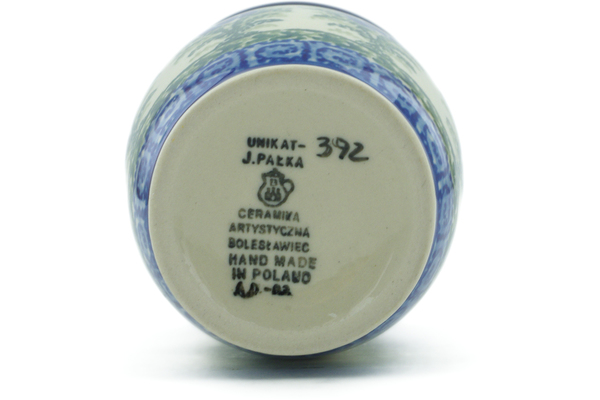 UNIKAT- 392
J. PAŁKA
CERAMIKA
ARTYSTYCZNA
BOLESŁAWIEC
HAND MADE
IN POLAND